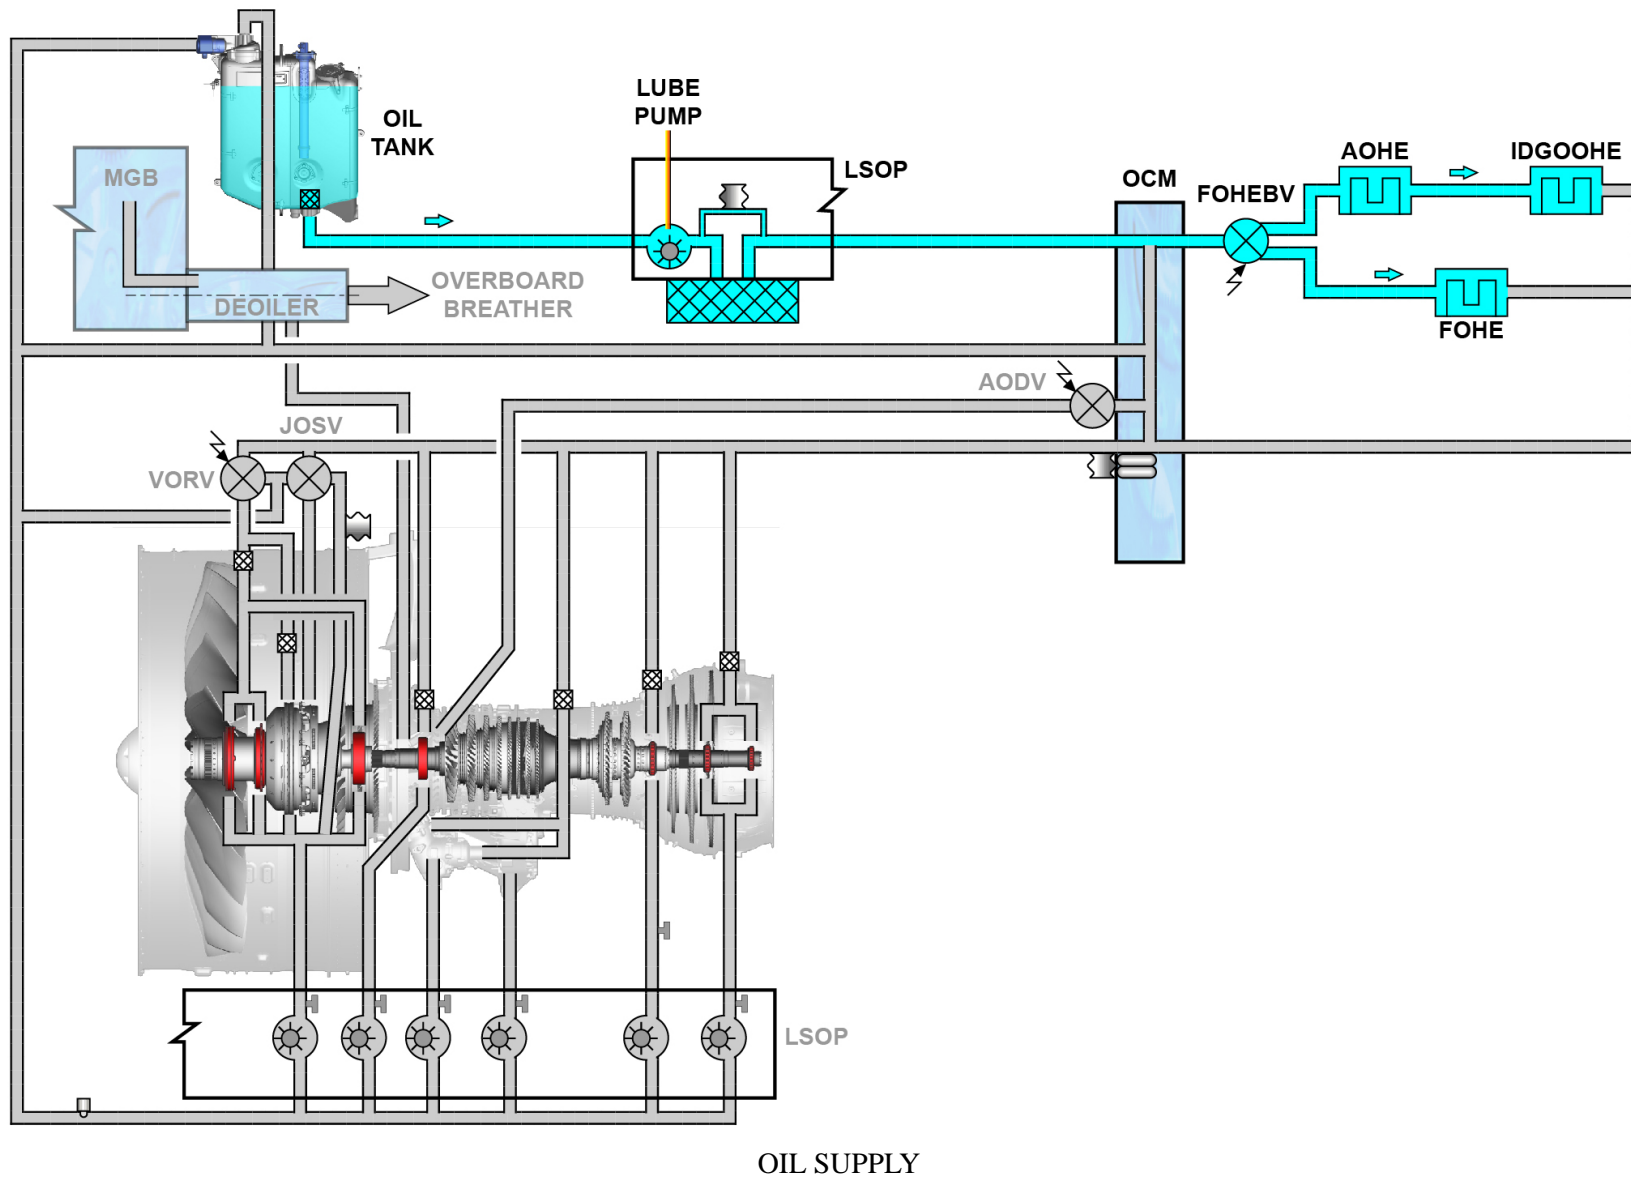 OIL
TANK
LUBE
PUMP
LSOP
MGB
OCM
FOHEBV
AOHE
IDGOOHE
DEOILER
OVERBOARD
BREATHER
FOHE
AODV
JOSV
VORV
LSOP
OIL SUPPLY